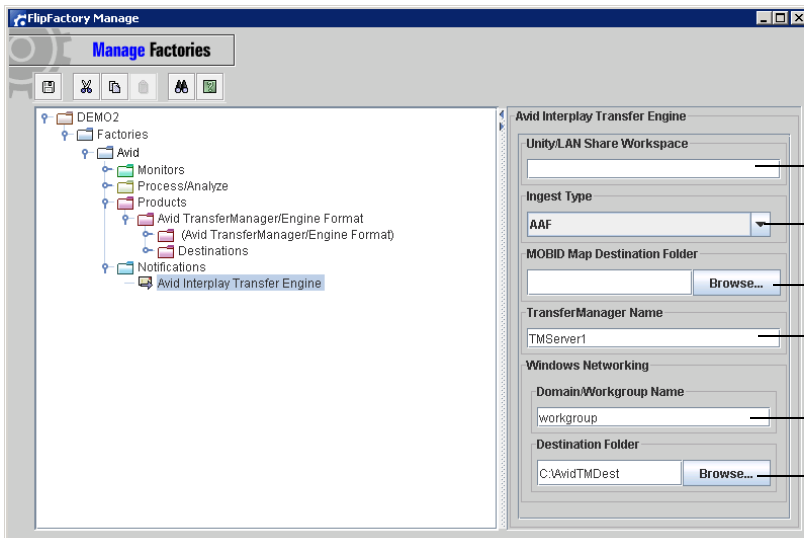 FlipFactory Manage
Manage Factories
DEMO2
Factories
Avid
Monitors
Process/Analyze
Products
Avid TransferManager/Engine Format
(Avid TransferManager/Engine Format)
Destinations
Notifications
Avid Interplay Transfer Engine
Avid Interplay Transfer Engine
Unity/LAN Share Workspace
Ingest Type
AAF
MOBID Map Destination Folder
Browse...
TransferManager Name
TMServer1
Windows Networking
Domain/Workgroup Name
workgroup
Destination Folder
C:\AvidTMDest
Browse...